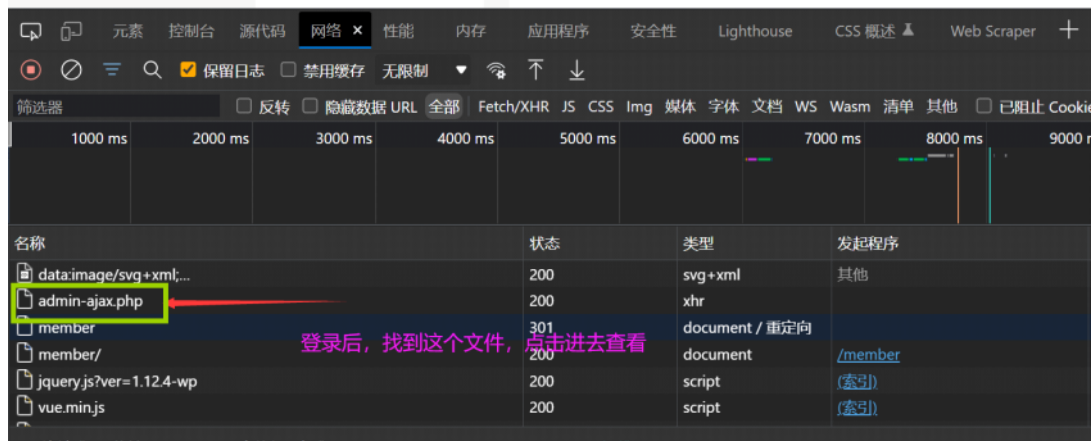 元素 控制台 源代码 网络 × 性能 内存 应用程序 安全性 Lighthouse CSS 概述 Web Scraper
保留日志 禁用缓存 无限制
筛选器 反转 隐藏数据 URL 全部 Fetch/XHR JS CSS Img 媒体 字体 文档 WS Wasm 清单 其他 已阻止 Cookie
1000 ms 2000 ms 3000 ms 4000 ms 5000 ms 6000 ms 7000 ms 8000 ms 9000
名称 状态 类型 发起程序
data:image/svg+xml;... 200 svg+xml 其他
admin-ajax.php 200 xhr
member 301 document / 重定向
登录后，找到这个文件，点击进去查看
member/ 200 document /member
jquery.js?ver=1.12.4-wp 200 script (索引)
vue.min.js 200 script (索引)